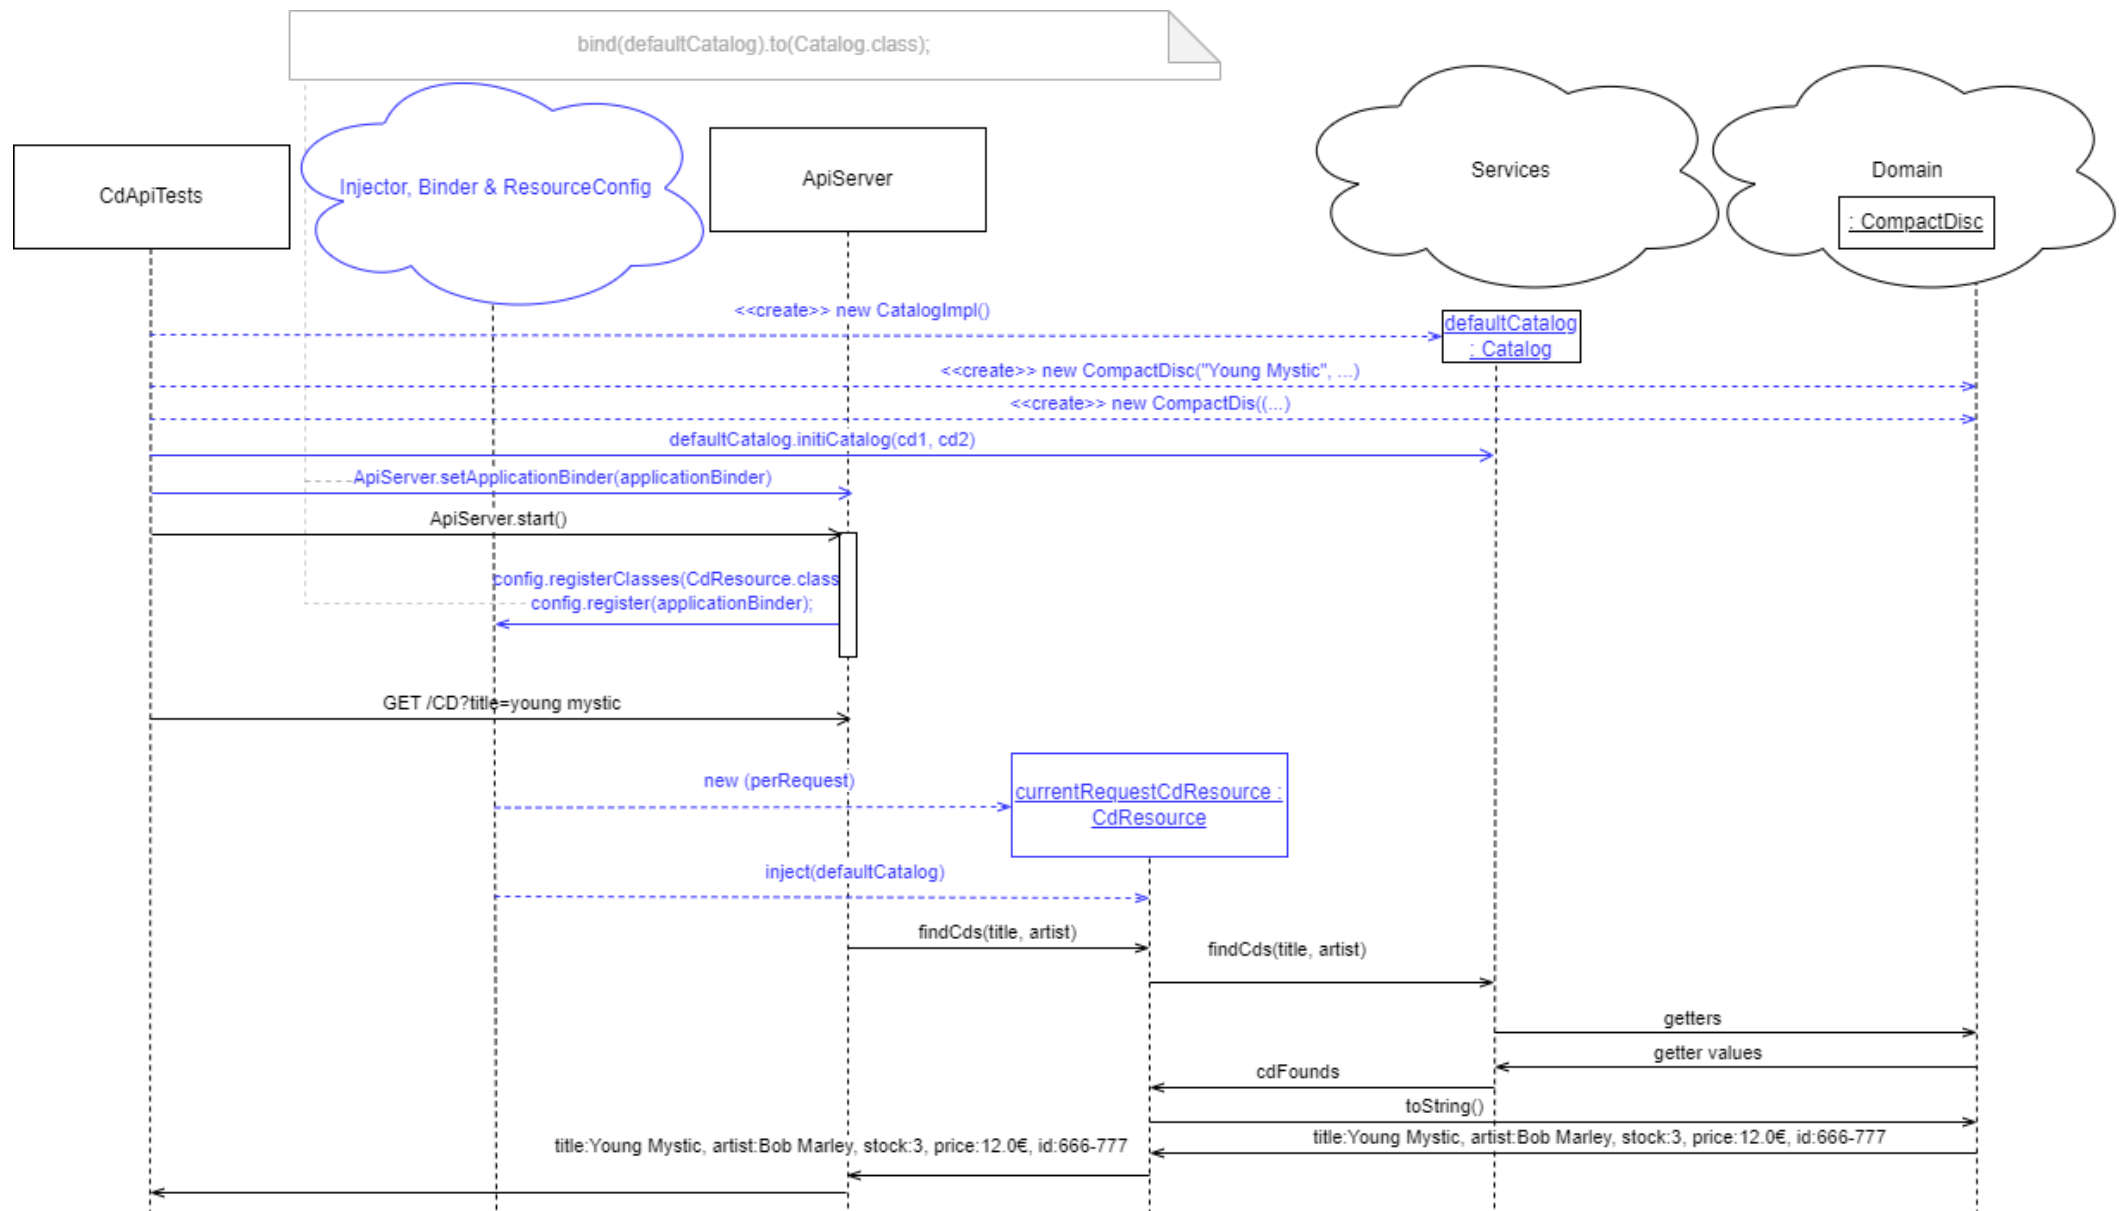 bind(defaultCatalog).to(Catalog.class);
CdApiTests
Injector, Binder & ResourceConfig
ApiServer
Services
Domain
: CompactDisc
<<create>> new CatalogImpl()
defaultCatalog
: Catalog
<<create>> new CompactDisc("Young Mystic", ...)
<<create>> new CompactDis((...)
defaultCatalog.initiCatalog(cd1, cd2)
ApiServer.setApplicationBinder(applicationBinder)
ApiServer.start()
config.registerClasses(CdResource.class
config.register(applicationBinder);
GET /CD?title=young mystic
new (perRequest)
currentRequestCdResource :
CdResource
inject(defaultCatalog)
findCds(title, artist)
findCds(title, artist)
getters
getter values
cdFounds
toString()
title:Young Mystic, artist:Bob Marley, stock:3, price:12.0€, id:666-777
title:Young Mystic, artist:Bob Marley, stock:3, price:12.0€, id:666-777